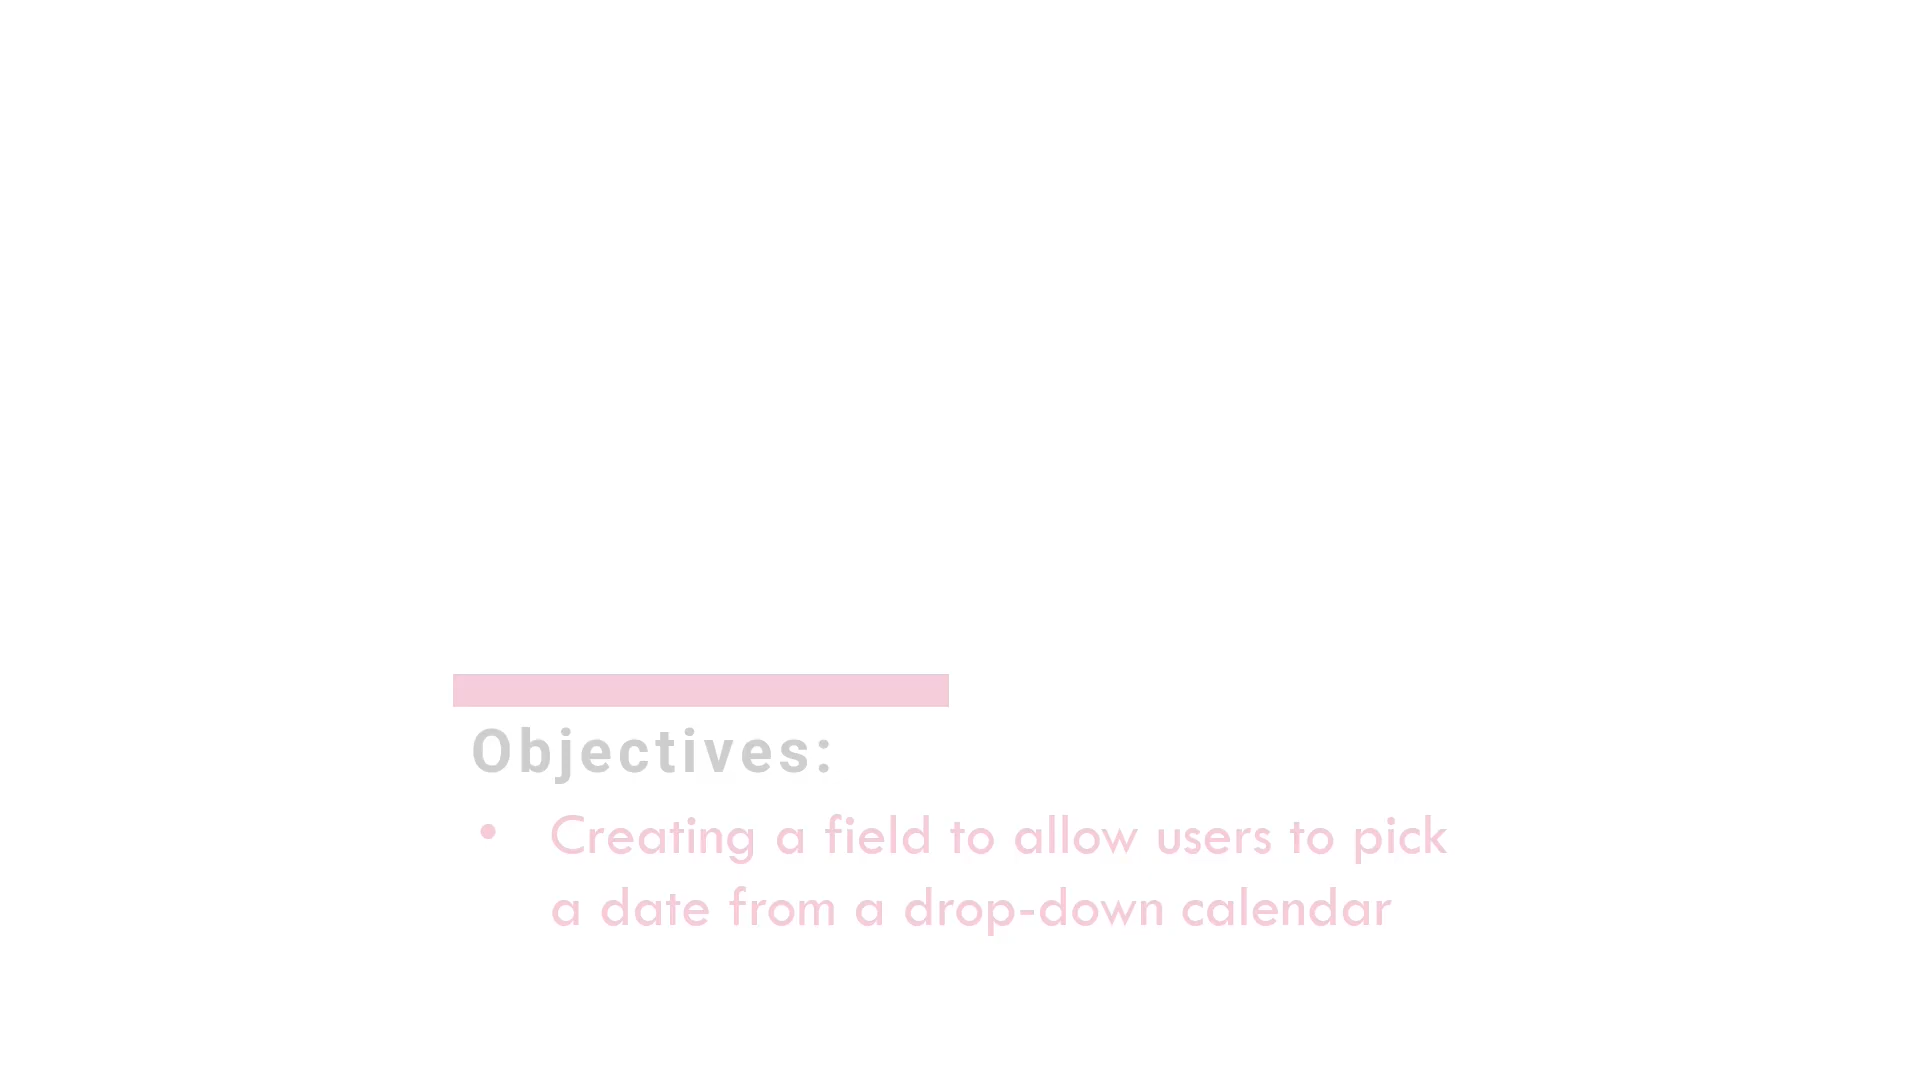 Objectives:
• Creating a field to allow users to pick
a date from a drop-down calendar